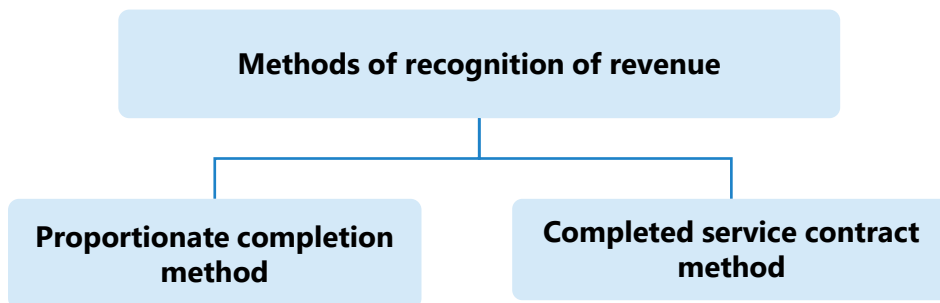 Methods of recognition of revenue
Proportionate completion
method
Completed service contract
method